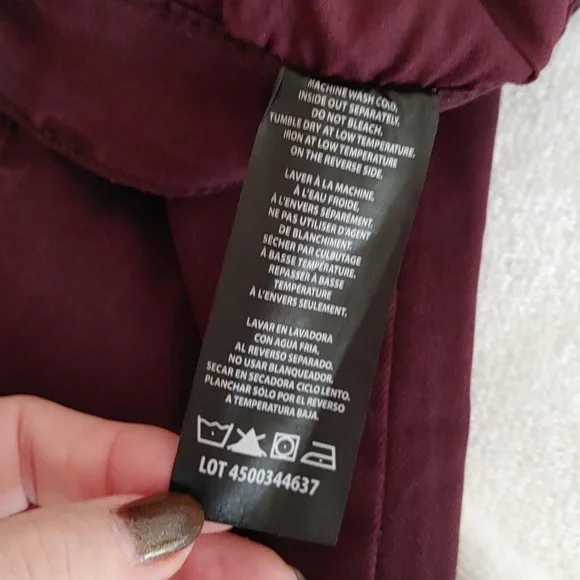 MACHINE WASH COLD,
INSIDE OUT SEPARATELY,
DO NOT BLEACH,
TUMBLE DRY AT LOW TEMPERATURE.
IRON AT LOW TEMPERATURE
ON THE REVERSE SIDE.
LAVER À LA MACHINE,
À L'EAU FROIDE,
À L'ENVERS SÉPARÉMENT.
NE PAS UTILISER D'AGENT
DE BLANCHIMENT.
SÉCHER PAR CULBUTAGE
À BASSE TEMPÉRATURE.
REPASSER À BASSE
TEMPÉRATURE
À L'ENVERS SEULEMENT.
LAVAR EN LAVADORA
CON AGUA FRIA,
AL REVERSO SEPARADO.
NO USAR BLANQUEADOR.
SECAR EN SECADORA CICLO LENTO.
PLANCHAR SÓLO POR EL REVERSO
A TEMPERATURA BAJA.
LOT 4500344637